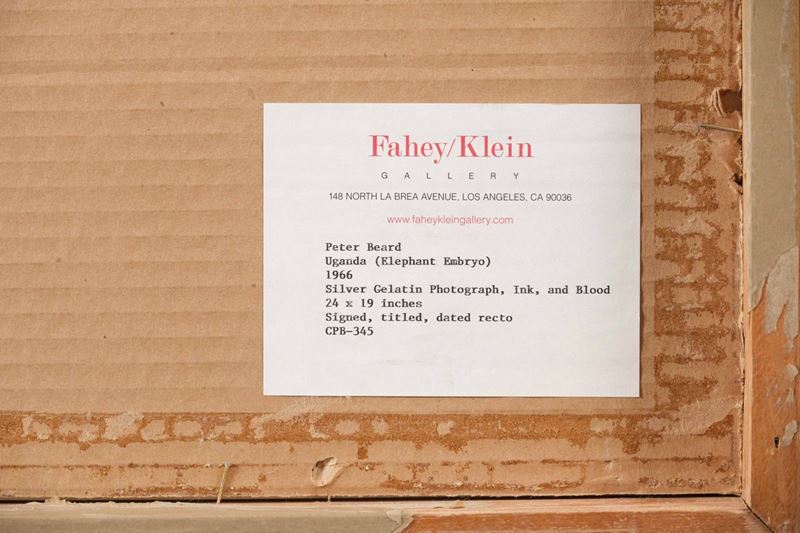 Fahey/Klein
GALLERY
148 NORTH LA BREA AVENUE, LOS ANGELES, CA 90036
www.faheykleingallery.com
Peter Beard
Uganda (Elephant Embryo)
1966
Silver Gelatin Photograph, Ink, and Blood
24 x 19 inches
Signed, titled, dated recto
CPB-345